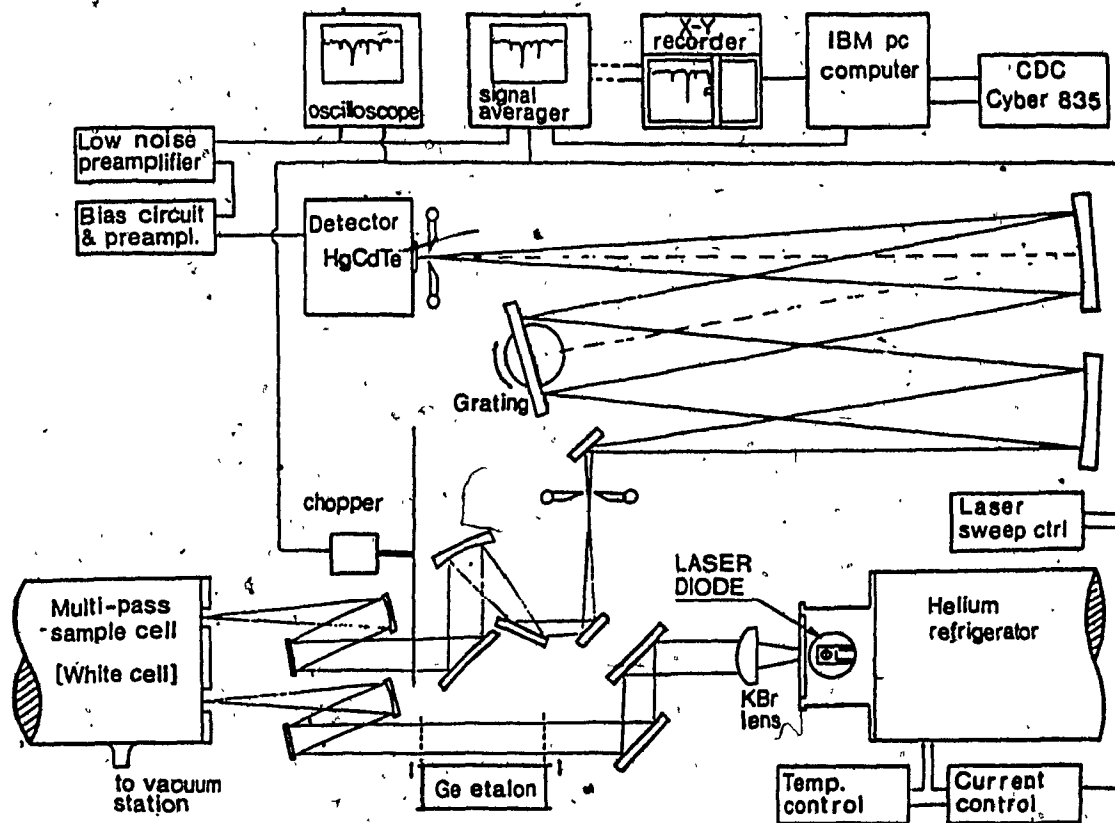 oscilloscope
signal
averager
X-Y
recorder
IBM pc
computer
CDC
Cyber 835
Low noise
preamplifier
Bias circuit
& preampl.
Detector
HgCdTe
Grating
chopper
Laser
sweep ctrl
LASER
DIODE
Multi-pass
sample cell
[White cell]
Helium
refrigerator
KBr
lens
to vacuum
station
Ge etalon
Temp.
control
Current
control